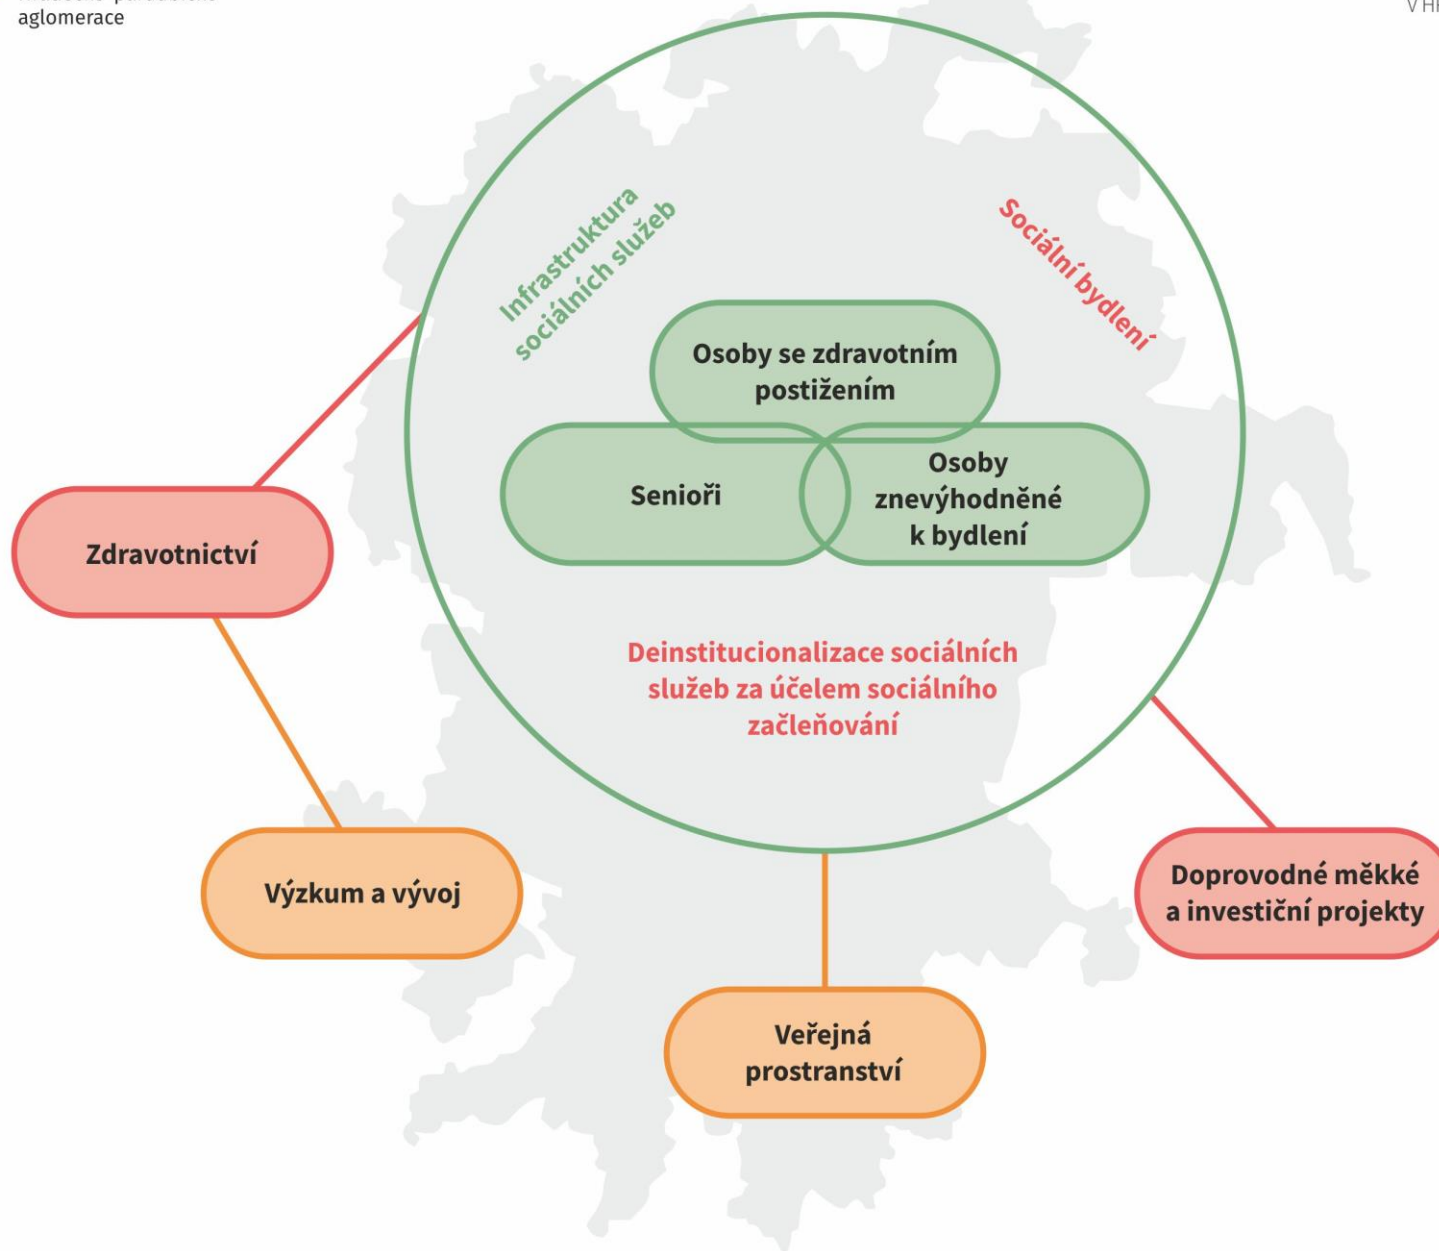 aglomerace
Infrastruktura
sociálních služeb
Sociální bydlení
Osoby se zdravotním
postižením
Senioři
Osoby
znevýhodněné
k bydlení
Zdravotnictví
Deinstitucionalizace sociálních
služeb za účelem sociálního
začleňování
Výzkum a vývoj
Doprovodné měkké
a investiční projekty
Veřejná
prostranství